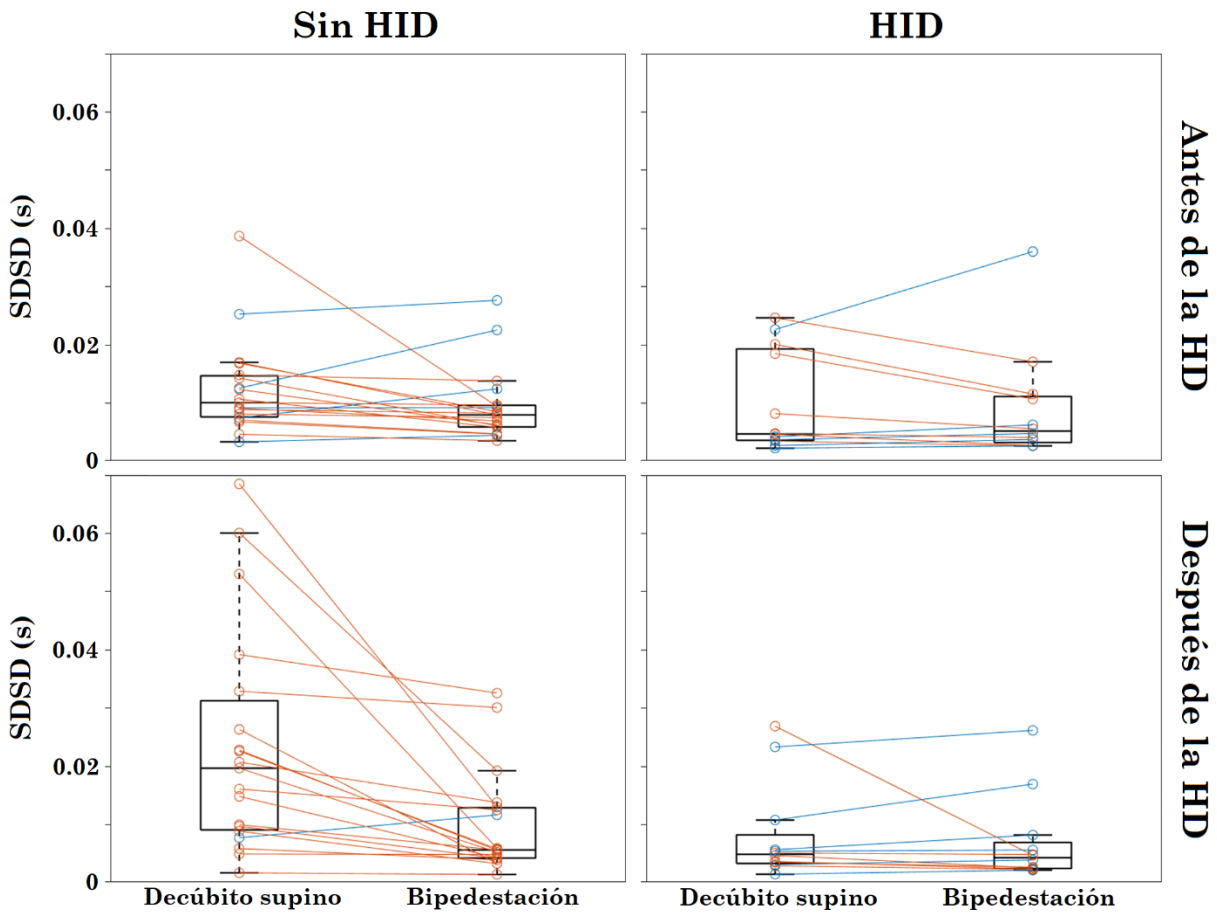 Sin HID
HID
0.06
0.04
0.02
0
SDSD (s)
Antes de la HD
0.06
0.04
0.02
0
SDSD (s)
Después de la HD
Decúbito supino
Bipedestación
Decúbito supino
Bipedestación